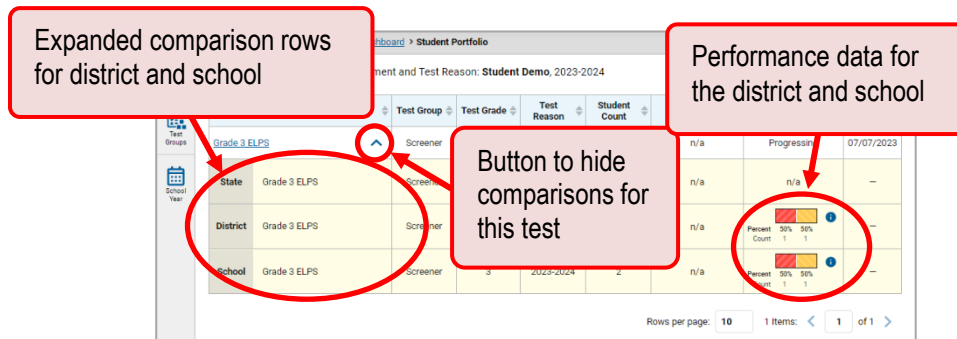 Expanded comparison rows
for district and school
Performance data for
the district and school
Button to hide
comparisons for
this test
hboard > Student Portfolio
ment and Test Reason: Student Demo, 2023-2024
Test Group Test Grade Test Reason Student Count
Test Groups
School Year
Grade 3 ELPS Screener n/a Progressing 07/07/2023
State Grade 3 ELPS Screener n/a n/a –
District Grade 3 ELPS Screener n/a Percent 50% 50% –
Count 1 1
School Grade 3 ELPS Screener 3 2023-2024 2 n/a Percent 50% 50% –
Count 1 1
Rows per page: 10 1 Items: 1 of 1